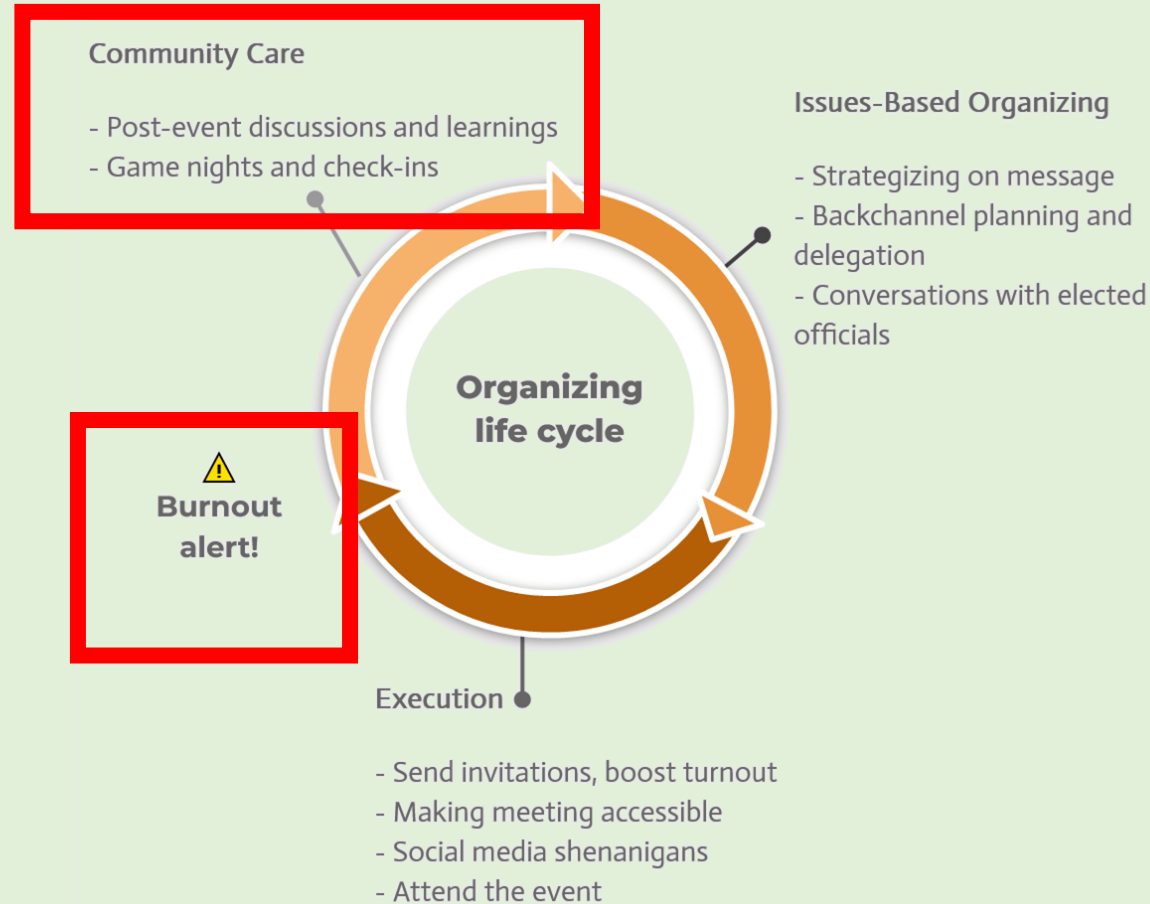 Community Care
- Post-event discussions and learnings
- Game nights and check-ins
Issues-Based Organizing
- Strategizing on message
- Backchannel planning and
delegation
- Conversations with elected
officials
Organizing
life cycle
Burnout
alert!
Execution
- Send invitations, boost turnout
- Making meeting accessible
- Social media shenanigans
- Attend the event